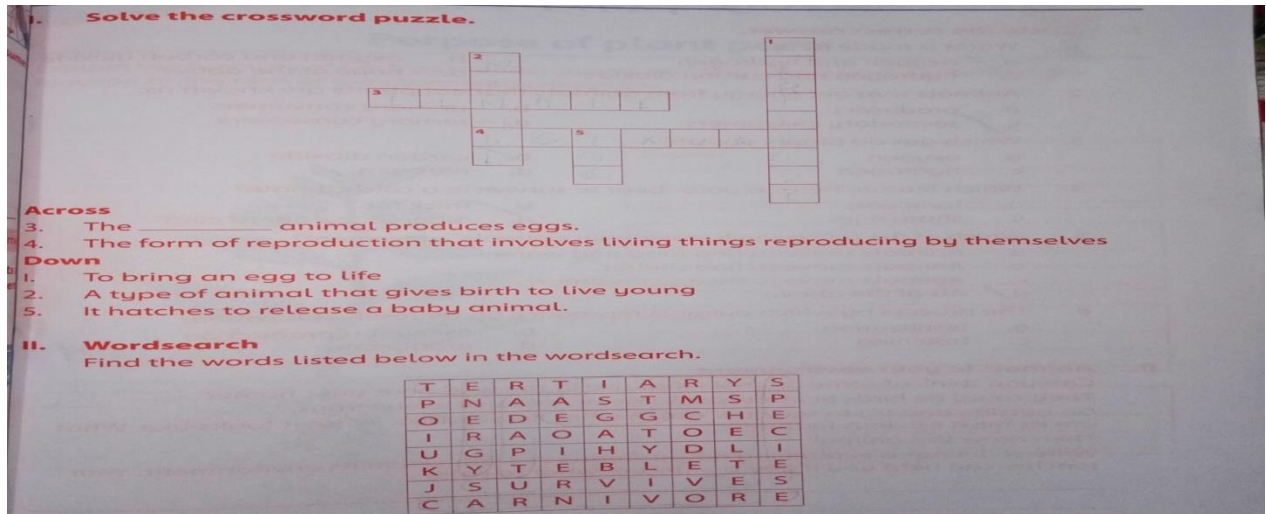 I. Solve the crossword puzzle.
1
2
3
4 5
Across
3. The ____________ animal produces eggs.
4. The form of reproduction that involves living things reproducing by themselves
Down
1. To bring an egg to life
2. A type of animal that gives birth to live young
5. It hatches to release a baby animal.
II. Wordsearch
Find the words listed below in the wordsearch.
T E R T I A R Y S
P N A A S T M S P
O E D E G G C H E
I R A O A T O E C
U G P I H Y D L I
K Y T E B L E T E
J S U R V I V E S
C A R N I V O R E